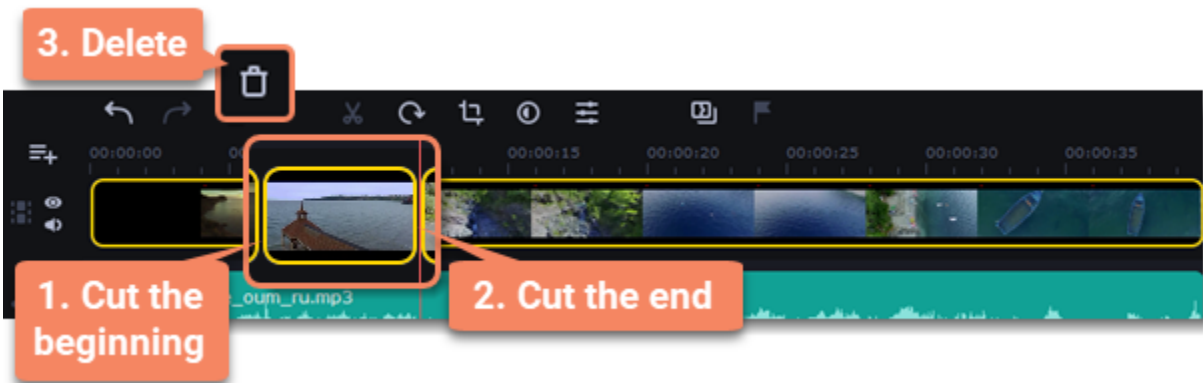 3. Delete
00:00:00
00:00:15
00:00:20
00:00:25
00:00:30
00:00:35
1. Cut the
beginning
_oum_ru.mp3
2. Cut the end